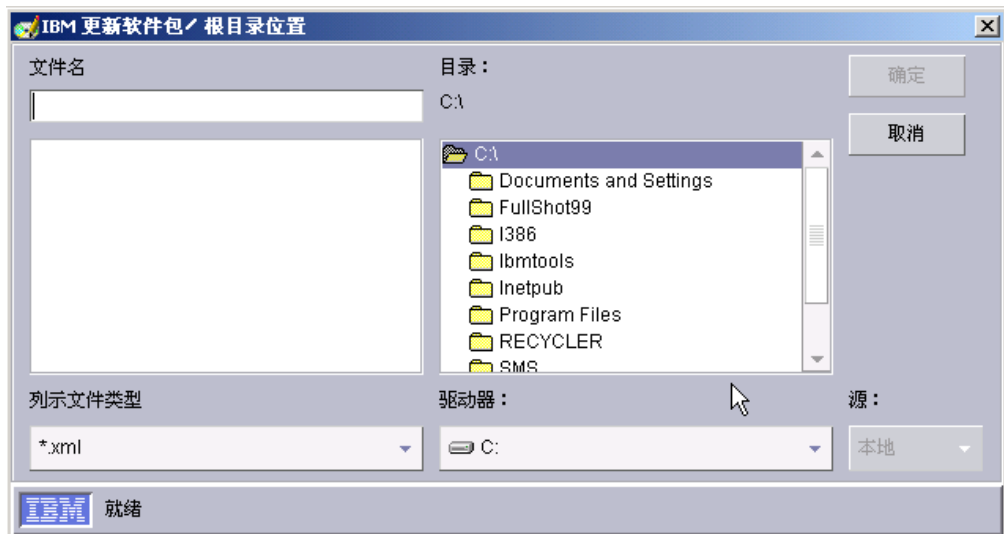 IBM 更新软件包/ 根目录位置
文件名
目录：
C:\
确定
取消
C:\
Documents and Settings
FullShot99
I386
Ibmtools
Inetpub
Program Files
RECYCLER
SMS
列示文件类型
驱动器：
源：
*.xml
C:
本地
IBM
就绪